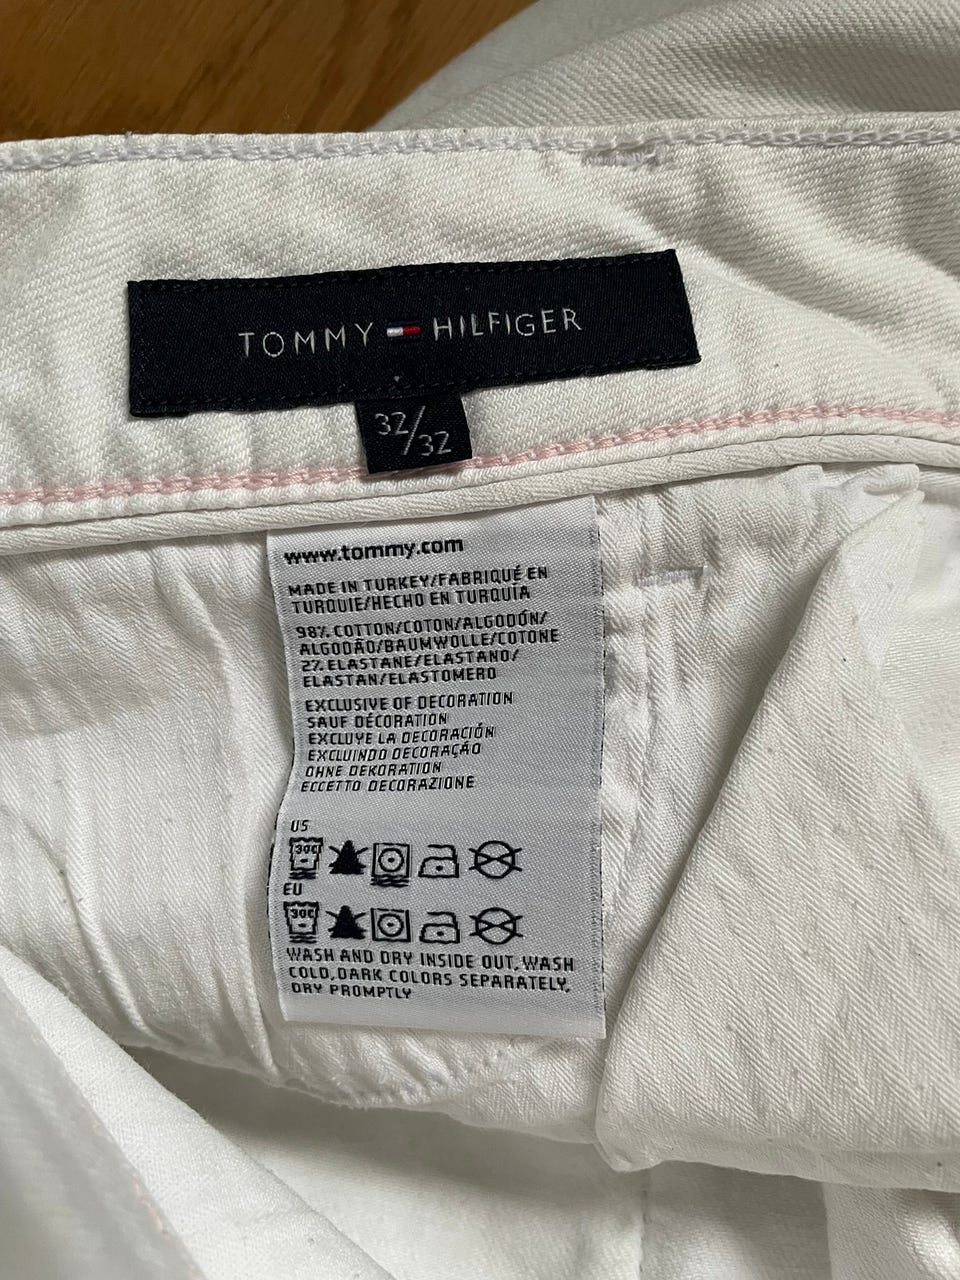 TOMMY HILFIGER
32/32
www.tommy.com
MADE IN TURKEY/FABRIQUÉ EN
TURQUIE/HECHO EN TURQUIA
98% COTTON/COTON/ALGODÓN/
ALGODÃO/BAUMWOLLE/COTONE
2% ELASTANE/ELASTANO/
ELASTAN/ELASTOMERO
EXCLUSIVE OF DECORATION
SAUF DÉCORATION
EXCLUYE LA DECORACIÓN
EXCLUINDO DECORAÇÃO
OHNE DEKORATION
ECCETTO DECORAZIONE
US
30C
EU
30C
WASH AND DRY INSIDE OUT, WASH
COLD, DARK COLORS SEPARATELY,
DRY PROMPTLY